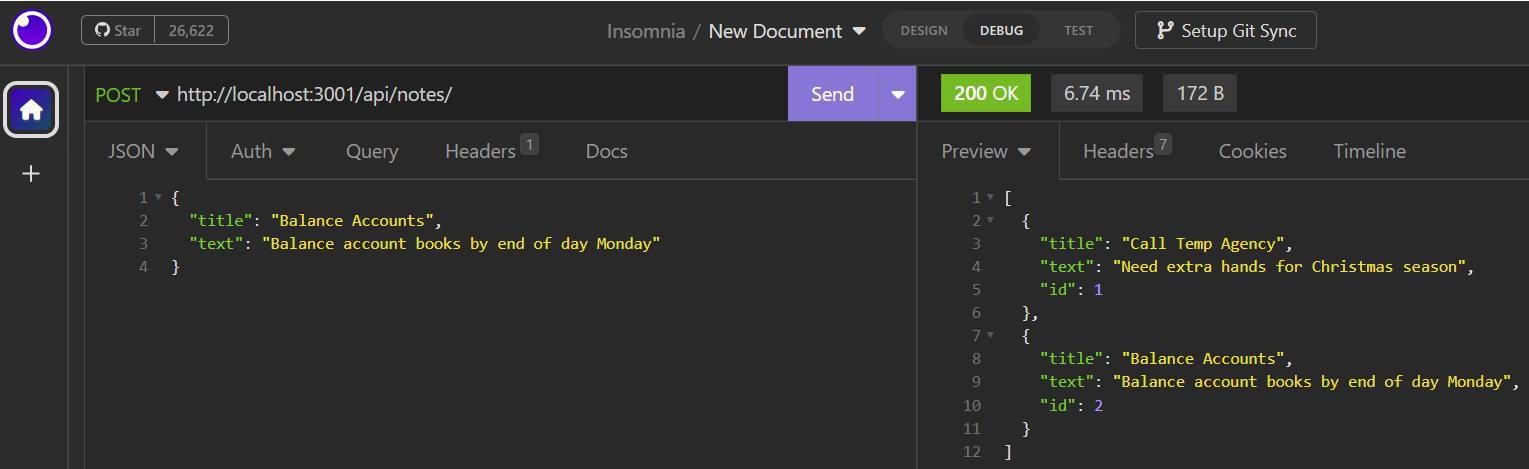 Star 26,622 Insomnia / New Document DESIGN DEBUG TEST Setup Git Sync
POST http://localhost:3001/api/notes/ Send 200 OK 6.74 ms 172 B
JSON Auth Query Headers 1 Docs
1 {
2 "title": "Balance Accounts",
3 "text": "Balance account books by end of day Monday"
4 }
Preview Headers 7 Cookies Timeline
1 [
2 {
3 "title": "Call Temp Agency",
4 "text": "Need extra hands for Christmas season",
5 "id": 1
6 },
7 {
8 "title": "Balance Accounts",
9 "text": "Balance account books by end of day Monday",
10 "id": 2
11 }
12 ]